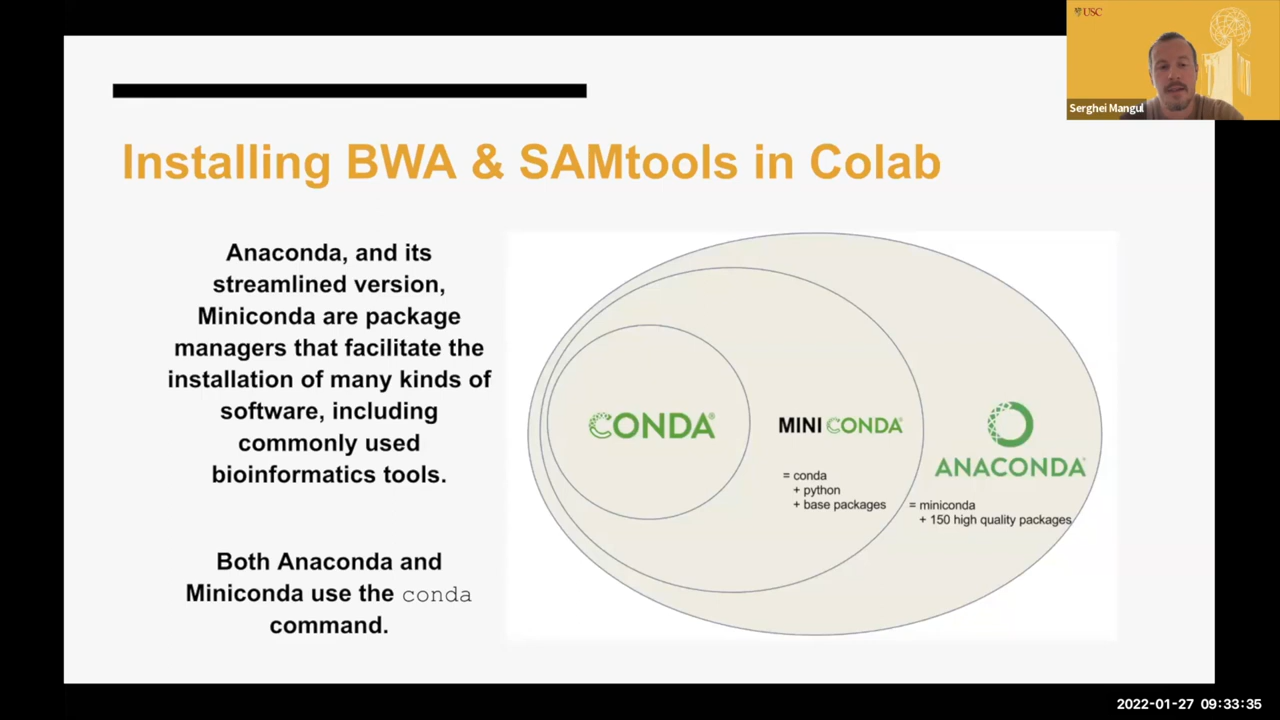 USC
Serghei Mangul
Installing BWA & SAMtools in Colab
Anaconda, and its
streamlined version,
Miniconda are package
managers that facilitate the
installation of many kinds of
software, including
commonly used
bioinformatics tools.
Both Anaconda and
Miniconda use the conda
command.
CONDA®
MINI CONDA®
= conda
+ python
+ base packages
ANACONDA®
= miniconda
+ 150 high quality packages
2022-01-27 09:33:35